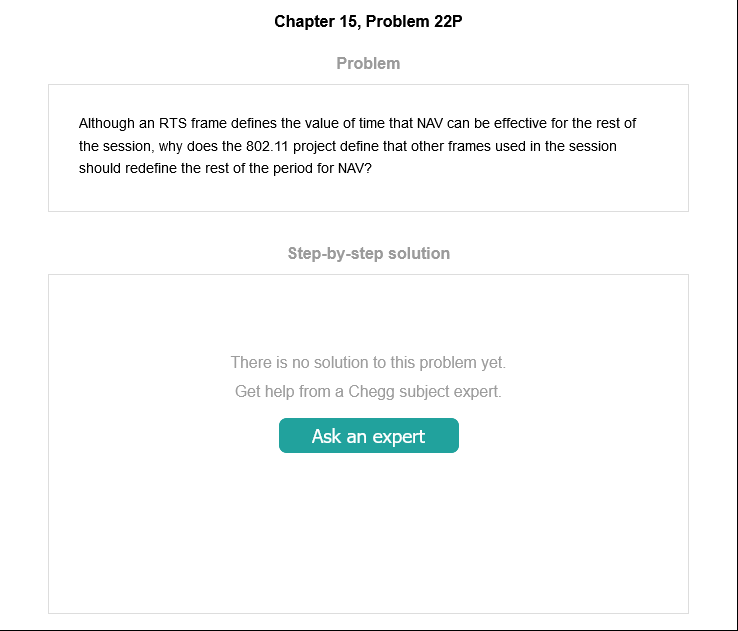 Chapter 15, Problem 22P
Problem
Although an RTS frame defines the value of time that NAV can be effective for the rest of
the session, why does the 802.11 project define that other frames used in the session
should redefine the rest of the period for NAV?
Step-by-step solution
There is no solution to this problem yet.
Get help from a Chegg subject expert.
Ask an expert